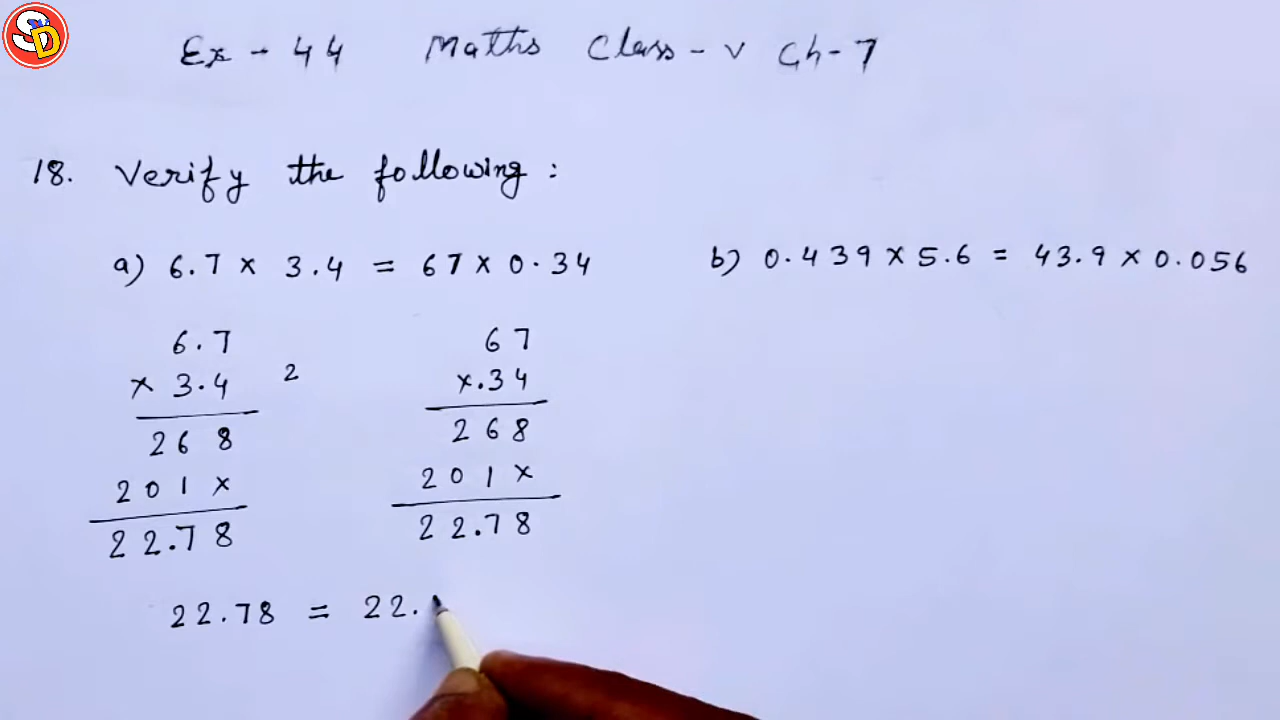 SD
Ex - 44 Maths Class - V Ch - 7
18. Verify the following :
a) 6.7 × 3.4 = 67 × 0.34
b) 0.439 × 5.6 = 43.9 × 0.056
6.7
× 3.4 2
268
201×
22.78
67
×.34
268
201×
22.78
22.78 = 22.